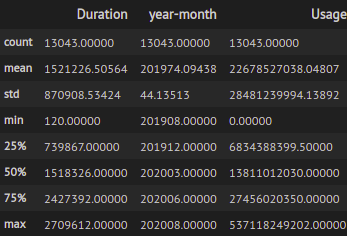 Duration year-month Usage
count 13043.00000 13043.00000 13043.00000
mean 1521226.50564 201974.09438 22678527038.04807
std 870908.53424 44.13513 28481239994.13892
min 120.00000 201908.00000 0.00000
25% 739867.00000 201912.00000 6834388399.50000
50% 1518326.00000 202003.00000 13811012030.00000
75% 2427392.00000 202006.00000 27456020350.00000
max 2709612.00000 202008.00000 537118249202.00000